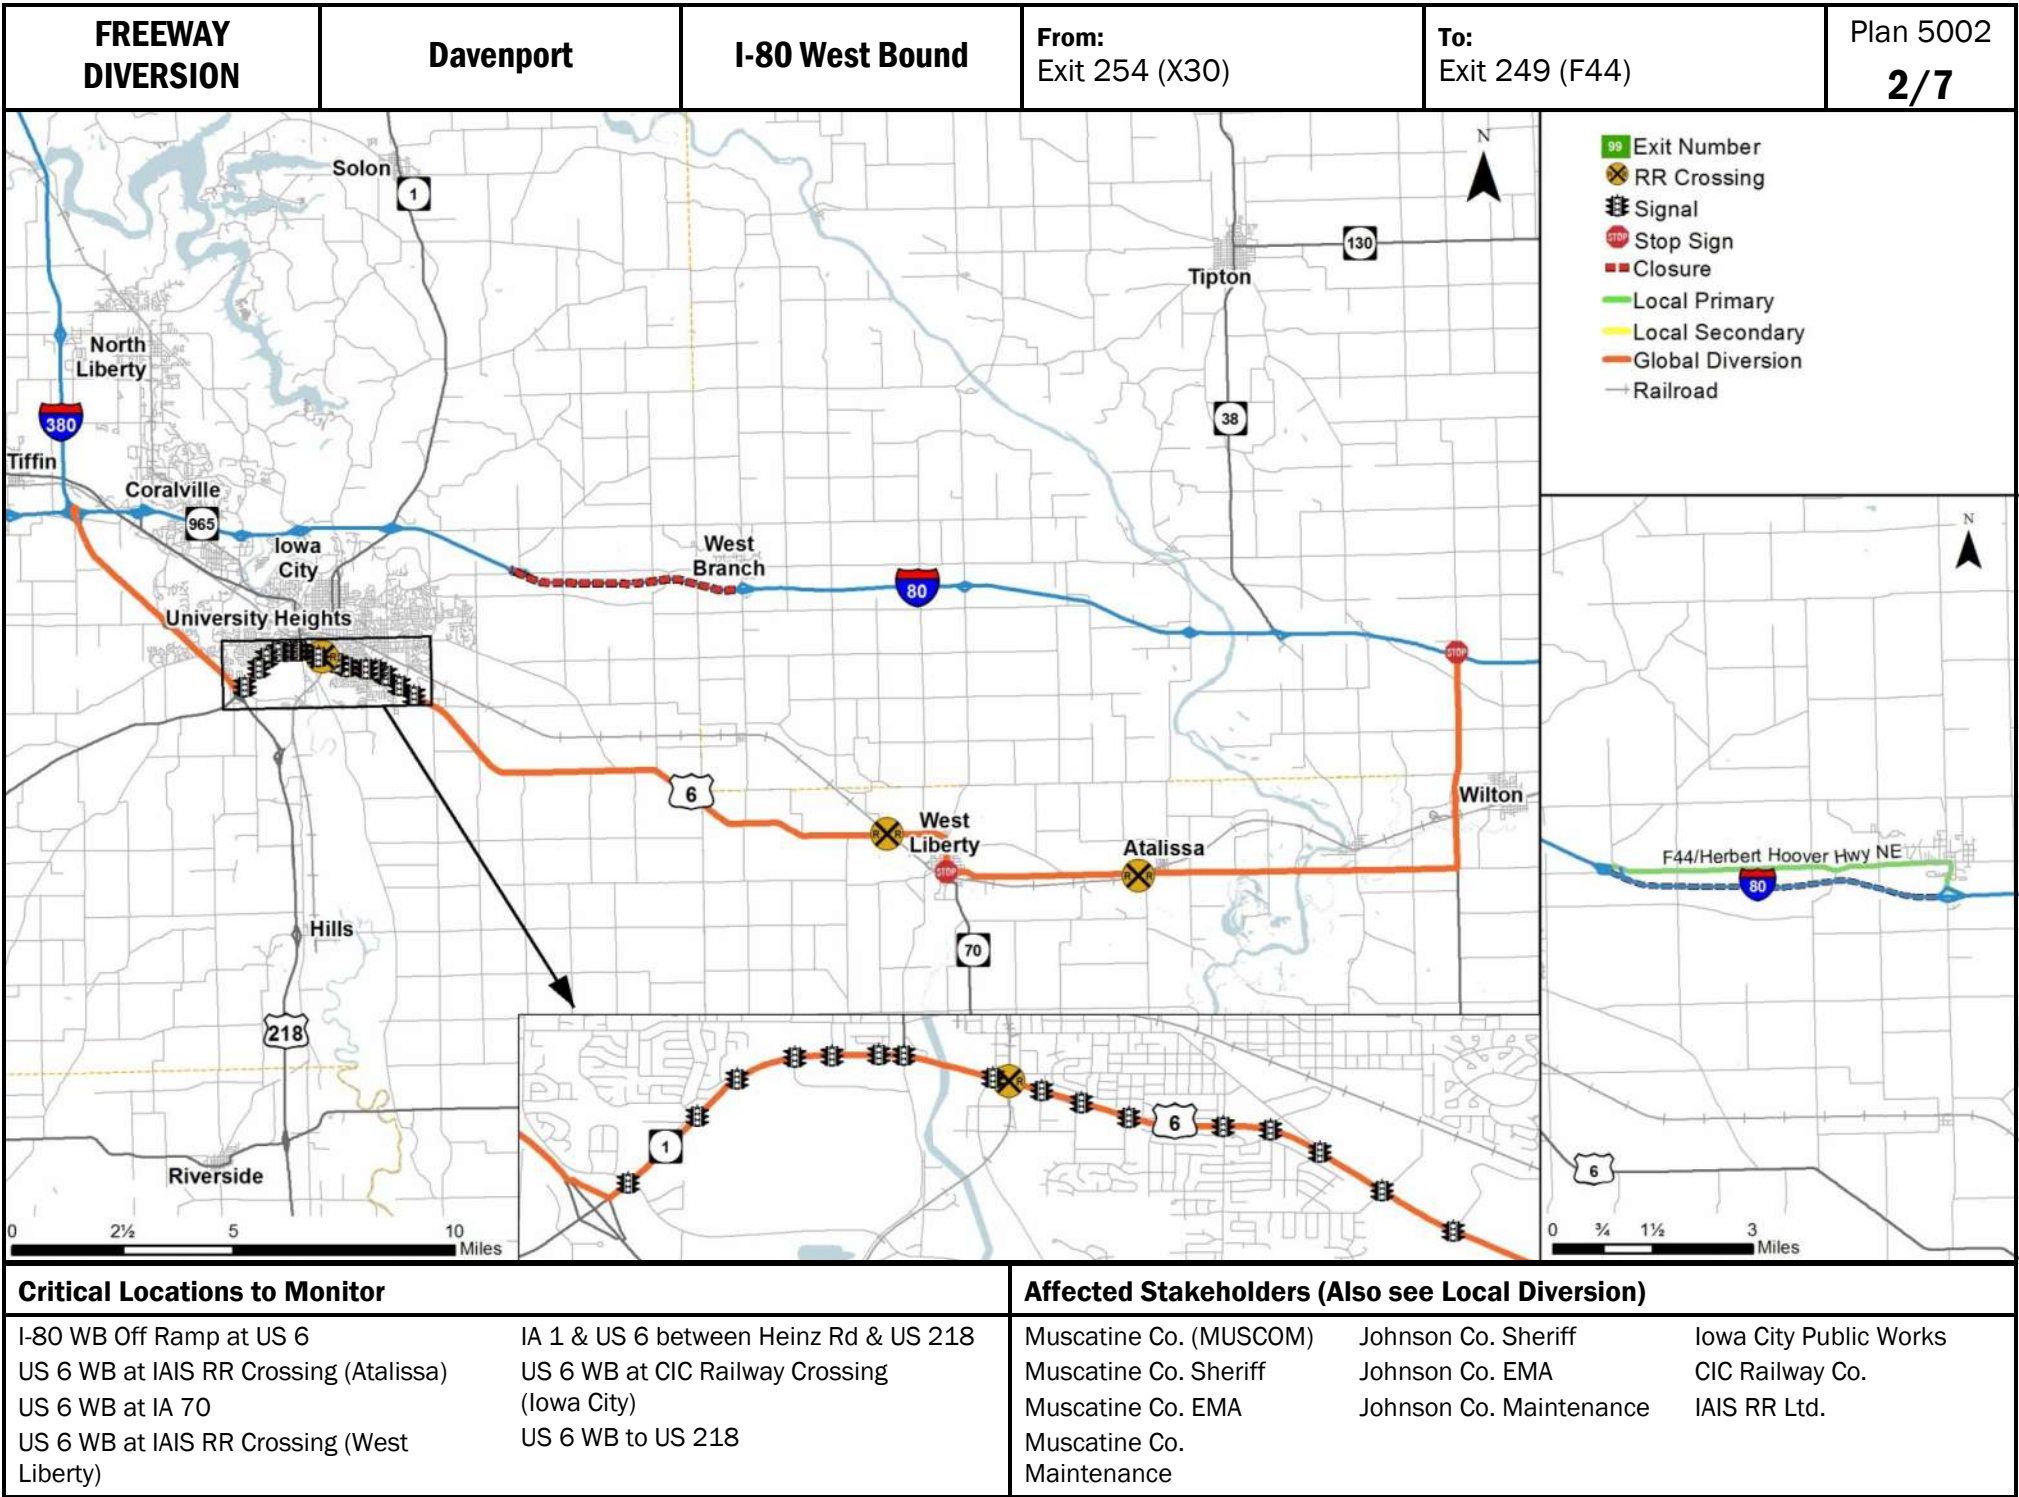 FREEWAY
DIVERSION
Davenport
I-80 West Bound
From:
Exit 254 (X30)
To:
Exit 249 (F44)
Plan 5002
2/7
Solon
1
N
130
Tipton
North
Liberty
38
380
Tiffin
Coralville
965
Iowa
City
West
Branch
80
University Heights
STOP
R
6
Wilton
West
Liberty
R R
STOP
Atalissa
R R
Hills
70
218
Riverside
0 2½ 5 10
Miles
1
R
6
99 Exit Number
RR Crossing
Signal
STOP Stop Sign
Closure
Local Primary
Local Secondary
Global Diversion
Railroad
N
F44/Herbert Hoover Hwy NE
80
6
0 ¾ 1½ 3
Miles
Critical Locations to Monitor
I-80 WB Off Ramp at US 6
US 6 WB at IAIS RR Crossing (Atalissa)
US 6 WB at IA 70
US 6 WB at IAIS RR Crossing (West
Liberty)
IA 1 & US 6 between Heinz Rd & US 218
US 6 WB at CIC Railway Crossing
(Iowa City)
US 6 WB to US 218
Affected Stakeholders (Also see Local Diversion)
Muscatine Co. (MUSCOM)
Muscatine Co. Sheriff
Muscatine Co. EMA
Muscatine Co.
Maintenance
Johnson Co. Sheriff
Johnson Co. EMA
Johnson Co. Maintenance
Iowa City Public Works
CIC Railway Co.
IAIS RR Ltd.